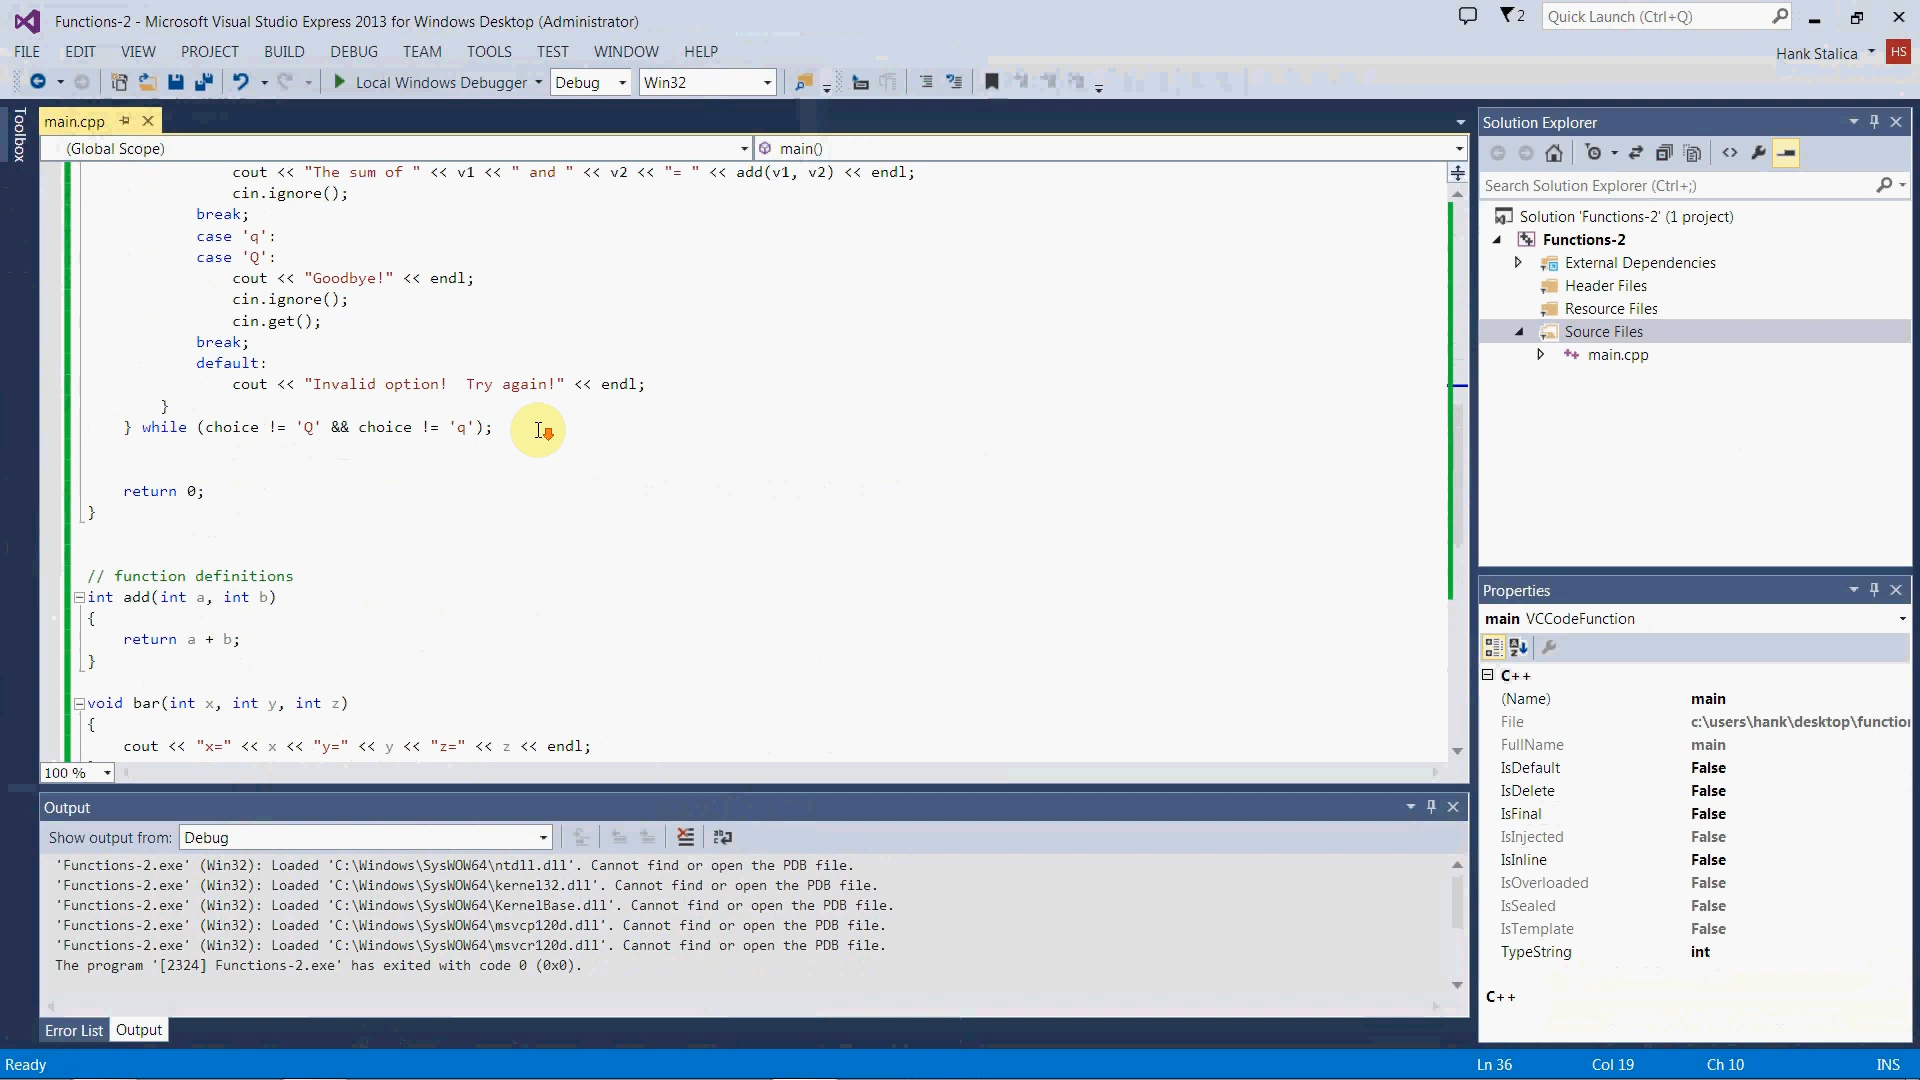 Functions-2 - Microsoft Visual Studio Express 2013 for Windows Desktop (Administrator)
2
Quick Launch (Ctrl+Q)
FILE EDIT VIEW PROJECT BUILD DEBUG TEAM TOOLS TEST WINDOW HELP
Hank Stalica HS
Local Windows Debugger Debug Win32
Toolbox
main.cpp
(Global Scope) main()
cout << "The sum of " << v1 << " and " << v2 << "= " << add(v1, v2) << endl;
cin.ignore();
break;
case 'q':
case 'Q':
cout << "Goodbye!" << endl;
cin.ignore();
cin.get();
break;
default:
cout << "Invalid option!  Try again!" << endl;
}
} while (choice != 'Q' && choice != 'q');
return 0;
}
// function definitions
int add(int a, int b)
{
return a + b;
}
void bar(int x, int y, int z)
{
cout << "x=" << x << "y=" << y << "z=" << z << endl;
100 %
Output
Show output from: Debug
'Functions-2.exe' (Win32): Loaded 'C:\Windows\SysWOW64\ntdll.dll'. Cannot find or open the PDB file.
'Functions-2.exe' (Win32): Loaded 'C:\Windows\SysWOW64\kernel32.dll'. Cannot find or open the PDB file.
'Functions-2.exe' (Win32): Loaded 'C:\Windows\SysWOW64\KernelBase.dll'. Cannot find or open the PDB file.
'Functions-2.exe' (Win32): Loaded 'C:\Windows\SysWOW64\msvcp120d.dll'. Cannot find or open the PDB file.
'Functions-2.exe' (Win32): Loaded 'C:\Windows\SysWOW64\msvcr120d.dll'. Cannot find or open the PDB file.
The program '[2324] Functions-2.exe' has exited with code 0 (0x0).
Error List Output
Solution Explorer
Search Solution Explorer (Ctrl+;)
Solution 'Functions-2' (1 project)
Functions-2
External Dependencies
Header Files
Resource Files
Source Files
main.cpp
Properties
main VCCodeFunction
C++
(Name) main
File c:\users\hank\desktop\functio
FullName main
IsDefault False
IsDelete False
IsFinal False
IsInjected False
IsInline False
IsOverloaded False
IsSealed False
IsTemplate False
TypeString int
C++
Ready Ln 36 Col 19 Ch 10 INS